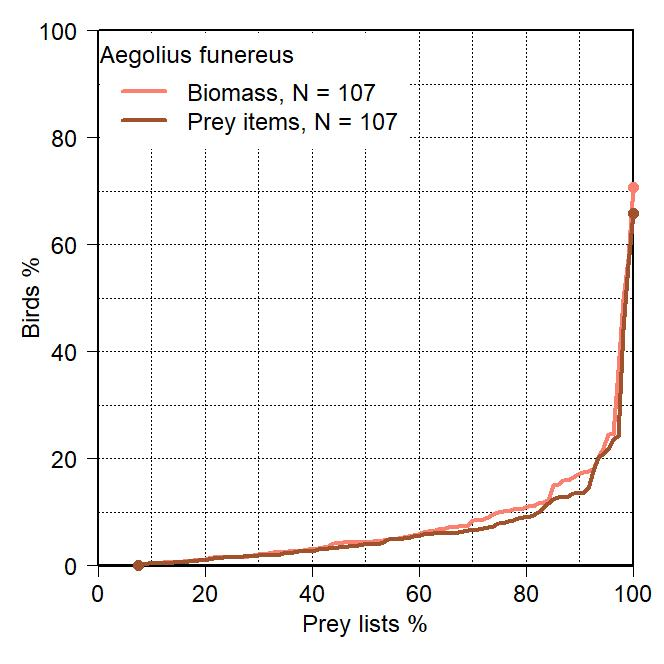 Aegolius funereus
Biomass, N = 107
Prey items, N = 107
100
80
60
40
20
0
Birds %
0 20 40 60 80 100
Prey lists %